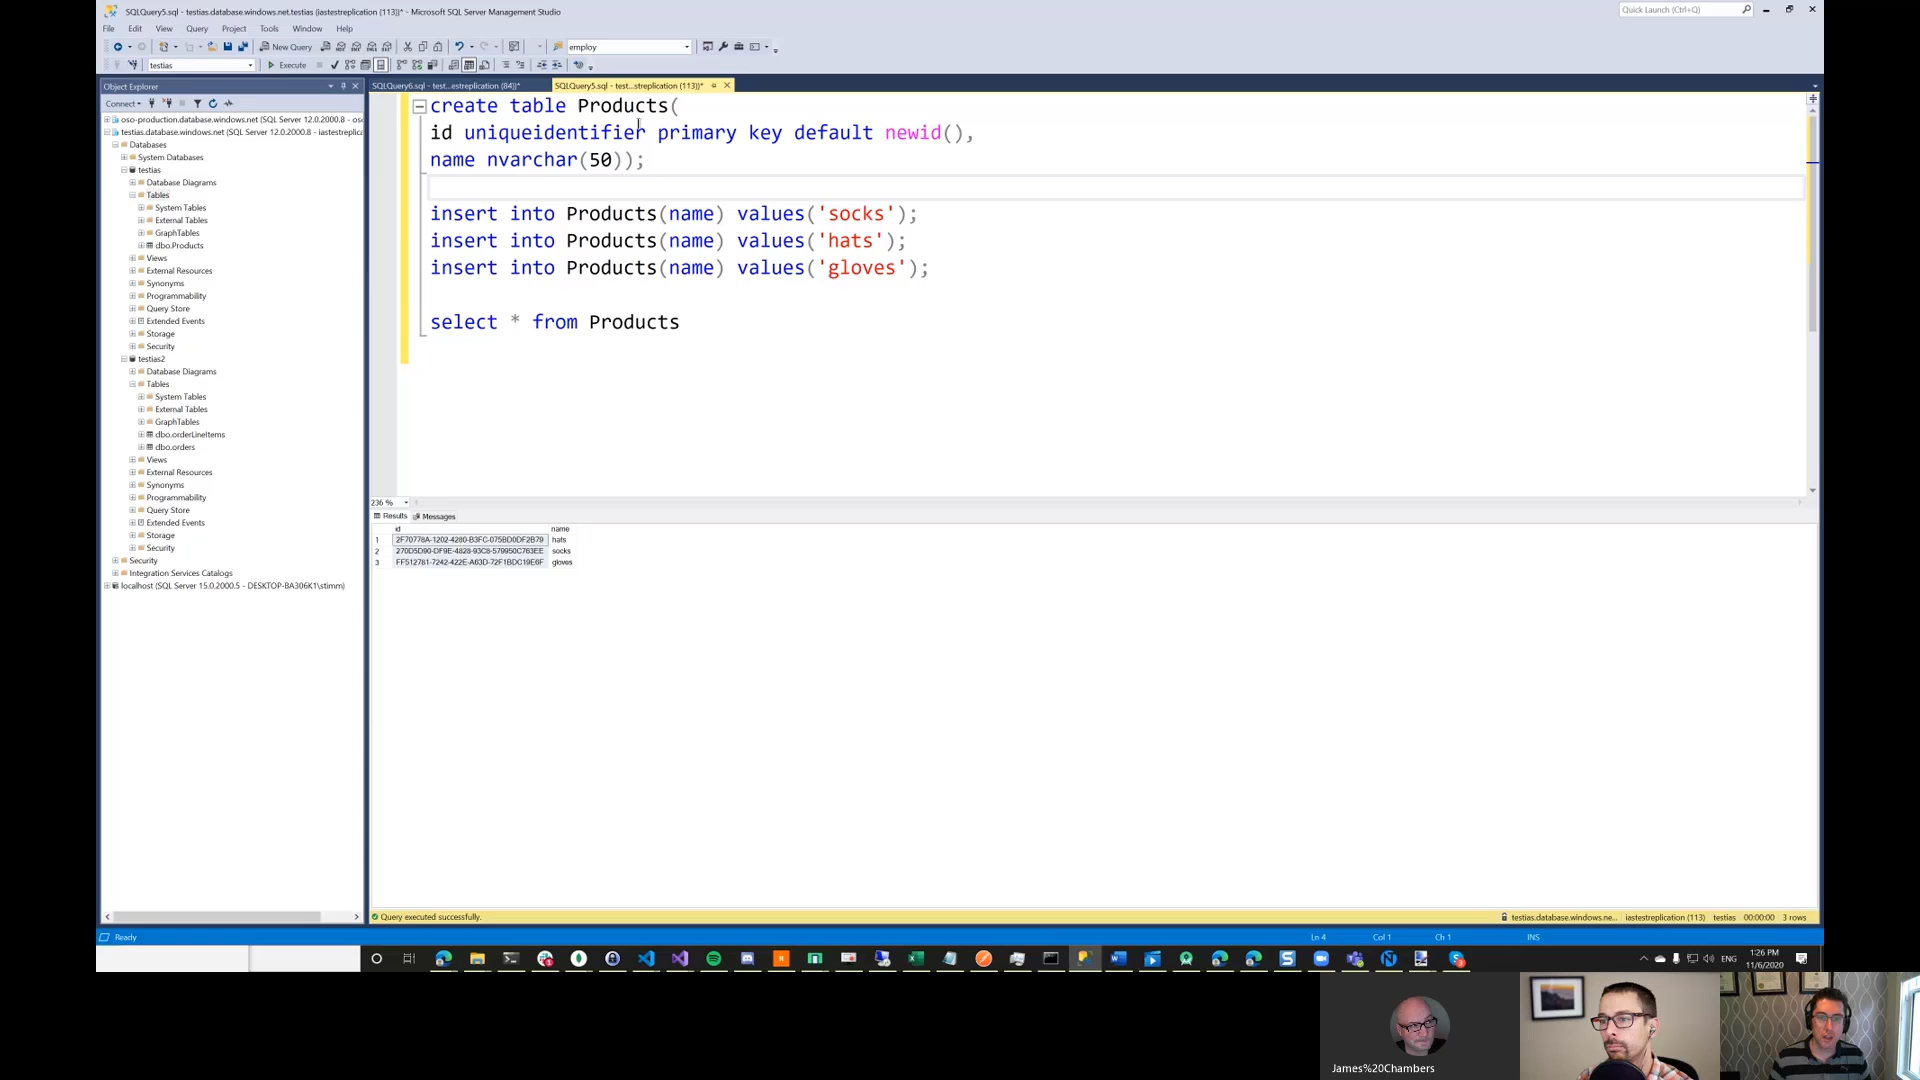 SQLQuery5.sql - testias.database.windows.net.testias (iastestreplication (113))* - Microsoft SQL Server Management Studio
Quick Launch (Ctrl+Q)
File Edit View Query Project Tools Window Help
New Query
employ
testias
Execute
Object Explorer
SQLQuery6.sql - test...estreplication (84))*
SQLQuery5.sql - test...streplication (113))*
Connect
oso-production.database.windows.net (SQL Server 12.0.2000.8 - os
testias.database.windows.net (SQL Server 12.0.2000.8 - iastestreplica
Databases
System Databases
testias
Database Diagrams
Tables
System Tables
External Tables
GraphTables
dbo.Products
Views
External Resources
Synonyms
Programmability
Query Store
Extended Events
Storage
Security
testias2
Database Diagrams
Tables
System Tables
External Tables
GraphTables
dbo.orderLineItems
dbo.orders
Views
External Resources
Synonyms
Programmability
Query Store
Extended Events
Storage
Security
Security
Integration Services Catalogs
localhost (SQL Server 15.0.2000.5 - DESKTOP-BA306K1\stimm)
create table Products(
id uniqueidentifier primary key default newid(),
name nvarchar(50));
insert into Products(name) values('socks');
insert into Products(name) values('hats');
insert into Products(name) values('gloves');
select * from Products
236 %
Results Messages
id name
1 2F70778A-1202-4280-B3FC-075BD0DF2B79 hats
2 270D5D90-DF9E-4828-93C8-579950C763EE socks
3 FF512781-7242-422E-A63D-72F1BDC19E6F gloves
Query executed successfully.
testias.database.windows.ne... iastestreplication (113) testias 00:00:00 3 rows
Ready
Ln 4 Col 1 Ch 1 INS
ENG
1:26 PM
11/6/2020
James%20Chambers